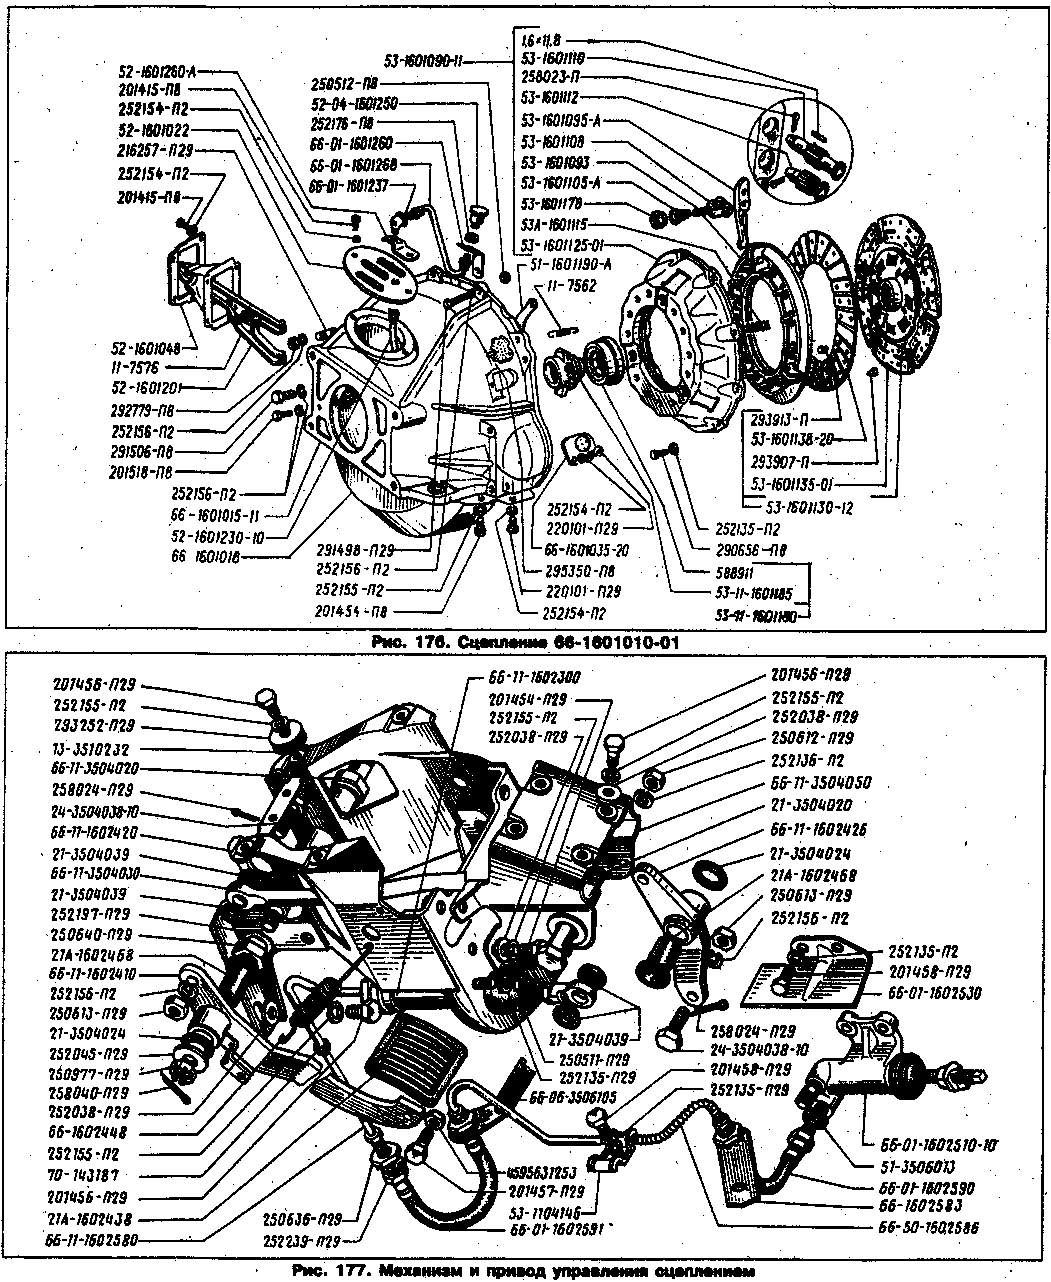 53-1601090-11
1,6×11,8
53-1601110
258023-П
53-1601112
53-1601095-А
53-1601108
53-1601093
53-1601105-А
53-1601178
53А-1601115
53-1601125-01
51-1601190-А
11-7562
52-1601260-А
201415-П8
252154-П2
52-1601022
216257-П29
252154-П2
201415-П8
250512-П8
52-04-1601250
252176-П8
66-01-1601260
66-01-1601268
66-01-1601237
52-1601048
11-7576
52-1601201
292779-П8
252156-П2
291506-П8
201518-П8
252156-П2
66-1601015-11
52-1601230-10
66 1601018
291498-П29
252156-П2
252155-П2
201454-П8
252154-П2
220101-П29
66-1601035-20
295350-П8
220101-П29
252154-П2
293913-П
53-1601138-20
293907-П
53-1601135-01
53-1601130-12
252135-П2
290656-П8
588911
53-11-1601185
53-11-1601180
Рис. 176. Сцепление 66-1601010-01
201456-П29
252155-П2
293252-П29
13-3510232
66-11-3504020
258024-П29
24-3504038-10
66-11-1602420
21-3504039
66-11-3504030
21-3504039
252197-П29
250640-П29
21А-1602468
66-11-1602410
252156-П2
250613-П29
21-3504024
252045-П29
250977-П29
258040-П29
252038-П29
66-1602448
252155-П2
70-143187
201456-П29
21А-1602438
66-11-1602580
66-11-1602300
201454-П29
252155-П2
252038-П29
201456-П29
252155-П2
252038-П29
250612-П29
252136-П2
66-11-3504050
21-3504020
66-11-1602426
21-3504024
21А-1602468
250613-П29
252156-П2
252135-П2
201458-П29
66-01-1602530
258024-П29
24-3504038-10
201458-П29
252135-П29
21-3504039
250511-П29
252135-П29
66-06-3506105
4595631253
201457-П29
53-1104146
66-01-1602591
250636-П29
252239-П29
66-01-1602510-10
51-3506013
66-01-1602590
66-1602583
66-50-1602586
Рис. 177. Механизм и привод управления сцеплением